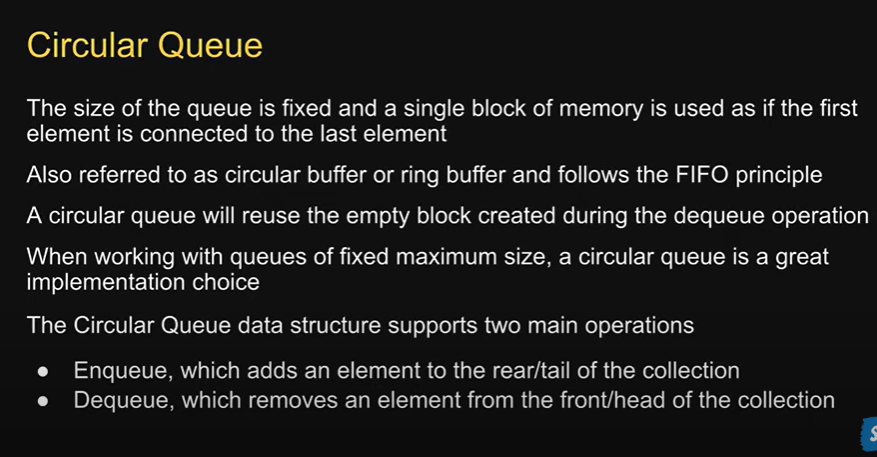 Circular Queue
The size of the queue is fixed and a single block of memory is used as if the first
element is connected to the last element
Also referred to as circular buffer or ring buffer and follows the FIFO principle
A circular queue will reuse the empty block created during the dequeue operation
When working with queues of fixed maximum size, a circular queue is a great
implementation choice
The Circular Queue data structure supports two main operations
● Enqueue, which adds an element to the rear/tail of the collection
● Dequeue, which removes an element from the front/head of the collection